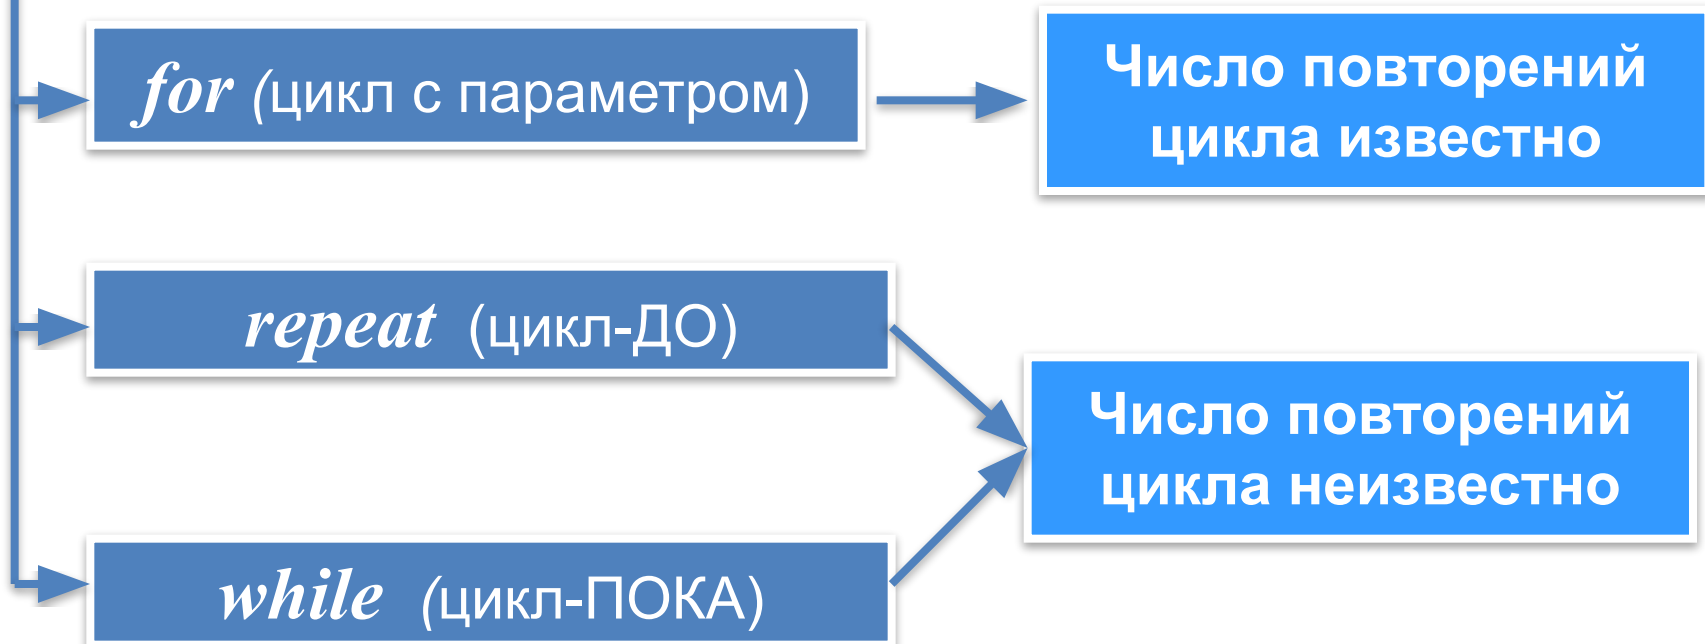 for (цикл с параметром)
Число повторений
цикла известно
repeat (цикл-ДО)
Число повторений
цикла неизвестно
while (цикл-ПОКА)